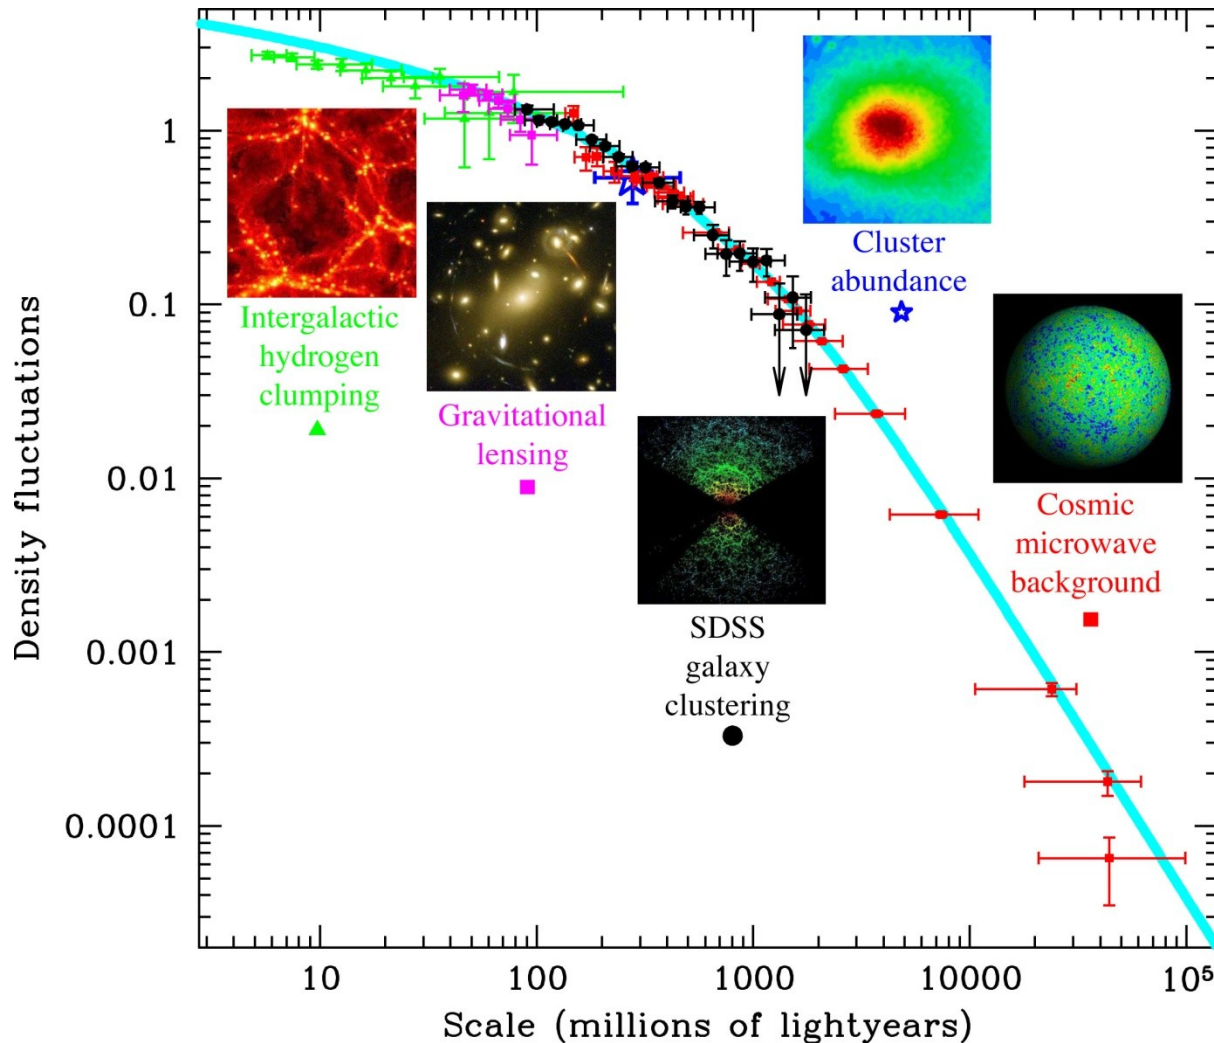 Density fluctuations
1
0.1
0.01
0.001
0.0001
Intergalactic
hydrogen
clumping
Gravitational
lensing
SDSS
galaxy
clustering
Cluster
abundance
Cosmic
microwave
background
10
100
1000
10000
10⁵
Scale (millions of lightyears)